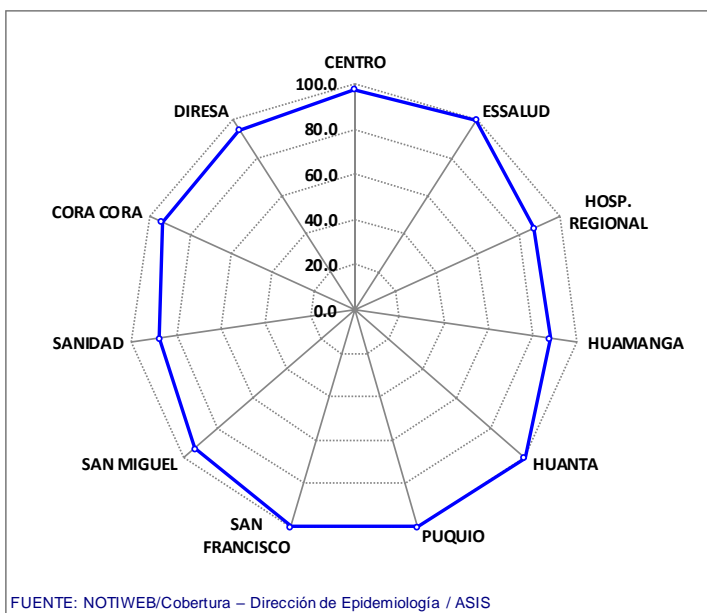 CENTRO
100.0
DIRESA
ESSALUD
80.0
60.0
CORA CORA
HOSP.
REGIONAL
40.0
20.0
0.0
SANIDAD
HUAMANGA
SAN MIGUEL
HUANTA
SAN
FRANCISCO
PUQUIO
FUENTE: NOTIWEB/Cobertura – Dirección de Epidemiología / ASIS